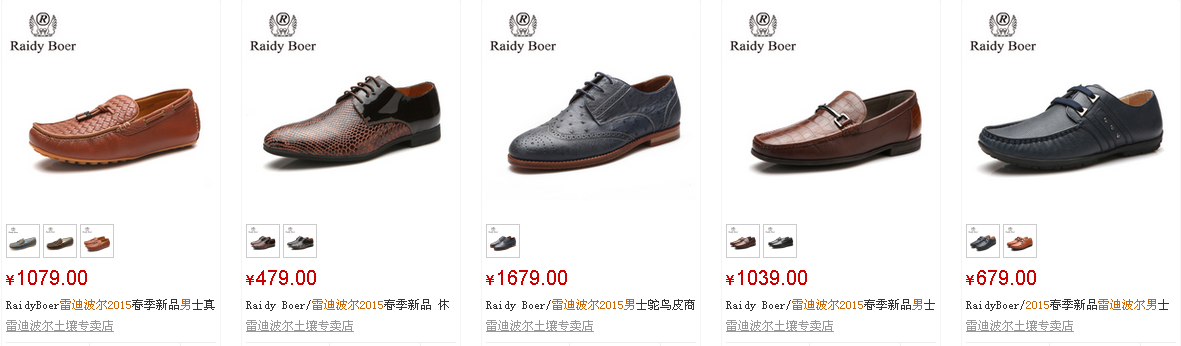 Raidy Boer
Raidy Boer
Raidy Boer
Raidy Boer
Raidy Boer
¥1079.00
¥479.00
¥1679.00
¥1039.00
¥679.00
RaidyBoer雷迪波尔2015春季新品男士真
Raidy Boer/雷迪波尔2015春季新品 休
Raidy Boer/雷迪波尔2015男士鸵鸟皮商
Raidy Boer/雷迪波尔2015春季新品男士
RaidyBoer/2015春季新品雷迪波尔男士
雷迪波尔土壤专卖店
雷迪波尔土壤专卖店
雷迪波尔土壤专卖店
雷迪波尔土壤专卖店
雷迪波尔土壤专卖店